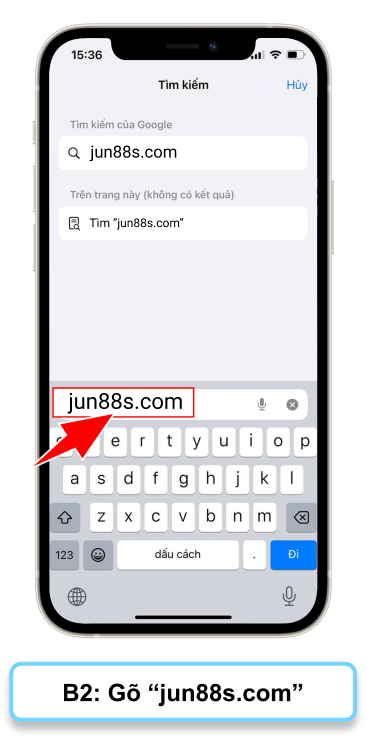 15:36
Tìm kiếm
Hủy
Tìm kiếm của Google
jun88s.com
Trên trang này (không có kết quả)
Tìm "jun88s.com"
jun88s.com
e r t y u i o p
a s d f g h j k l
z x c v b n m
123 dấu cách . Đi
B2: Gõ “jun88s.com”